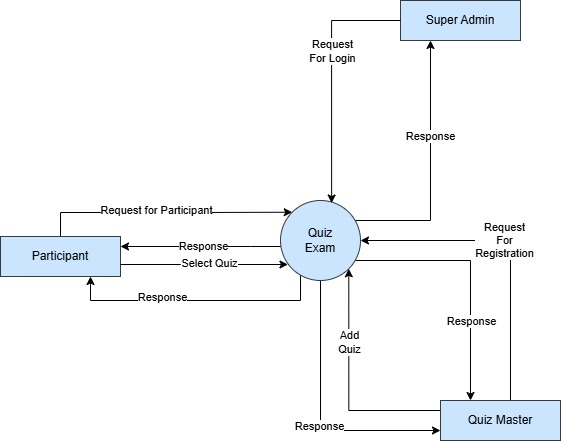 Super Admin
Request
For Login
Response
Request for Participant
Quiz
Exam
Request
For
Registration
Participant
Response
Select Quiz
Response
Response
Add
Quiz
Response
Quiz Master